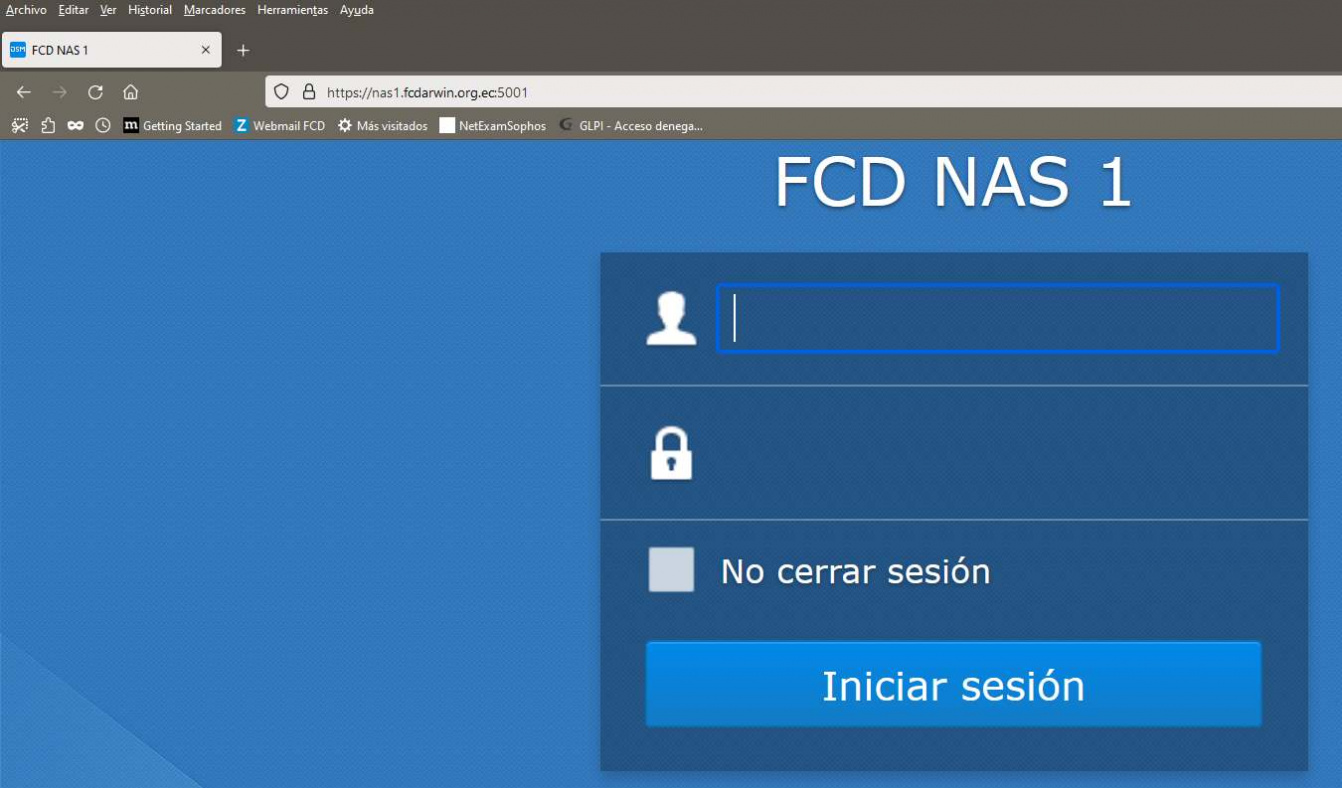 Archivo Editar Ver Historial Marcadores Herramientas Ayuda
DSM FCD NAS 1
https://nas1.fcdarwin.org.ec:5001
m Getting Started Z Webmail FCD Más visitados NetExamSophos G GLPI - Acceso denega...
FCD NAS 1
No cerrar sesión
Iniciar sesión